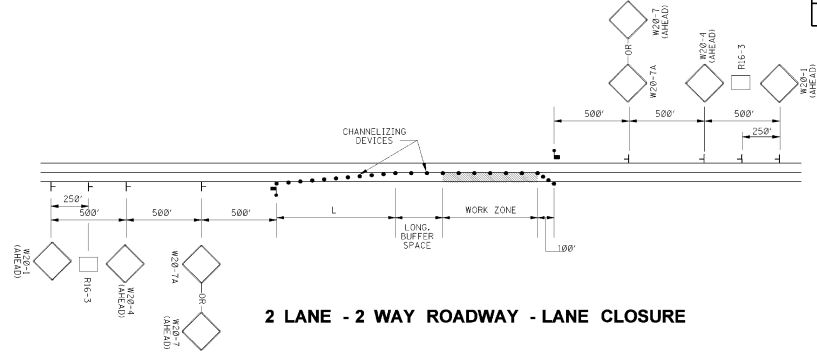 W20-7
(AHEAD)
OR
W20-7A
W20-4
(AHEAD)
R16-3
W20-1
(AHEAD)
500'
500'
500'
250'
CHANNELIZING
DEVICES
250'
500'
500'
500'
L
LONG.
BUFFER
SPACE
WORK ZONE
100'
W20-1
(AHEAD)
R16-3
W20-4
(AHEAD)
W20-7A
OR
W20-7
(AHEAD)
2 LANE - 2 WAY ROADWAY - LANE CLOSURE